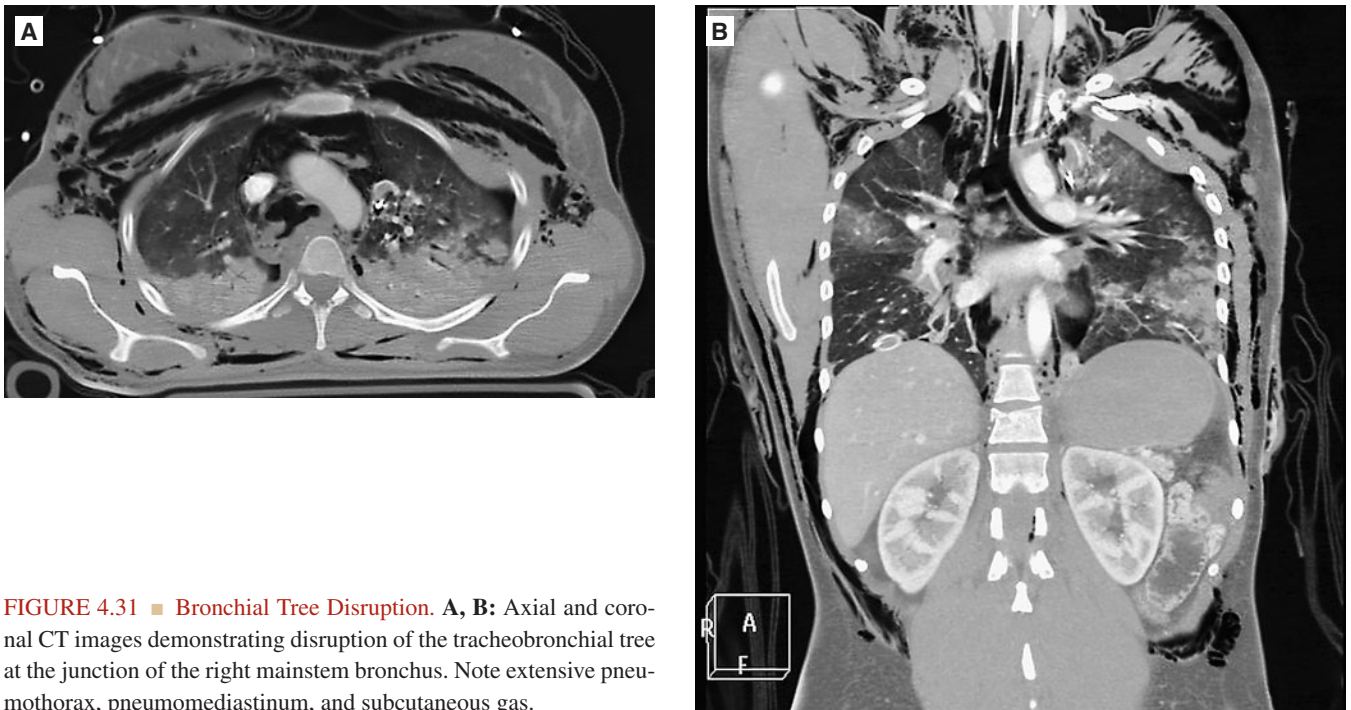 A
B
FIGURE 4.31 ■ Bronchial Tree Disruption. A, B: Axial and coro-
nal CT images demonstrating disruption of the tracheobronchial tree
at the junction of the right mainstem bronchus. Note extensive pneu-
mothorax, pneumomediastinum, and subcutaneous gas.
R
A
F